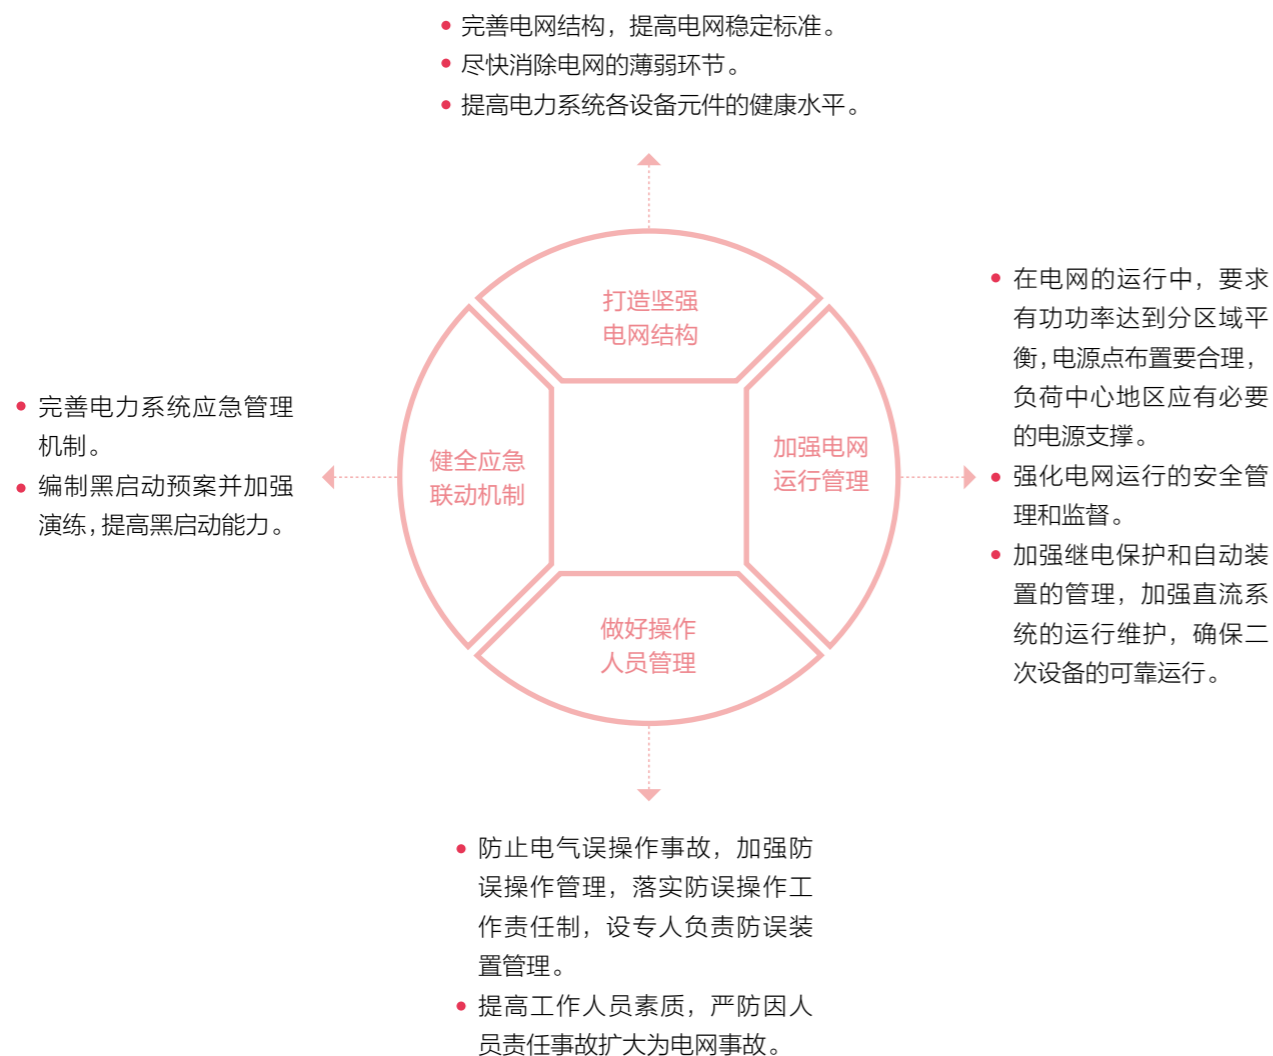 完善电网结构，提高电网稳定标准。
尽快消除电网的薄弱环节。
提高电力系统各设备元件的健康水平。
打造坚强
电网结构
在电网的运行中，要求
有功功率达到分区域平
衡，电源点布置要合理，
负荷中心地区应有必要
的电源支撑。
强化电网运行的安全管
理和监督。
加强继电保护和自动装
置的管理，加强直流系
统的运行维护，确保二
次设备的可靠运行。
加强电网
运行管理
完善电力系统应急管理
机制。
编制黑启动预案并加强
演练，提高黑启动能力。
健全应急
联动机制
做好操作
人员管理
防止电气误操作事故，加强防
误操作管理，落实防误操作工
作责任制，设专人负责防误装
置管理。
提高工作人员素质，严防因人
员责任事故扩大为电网事故。